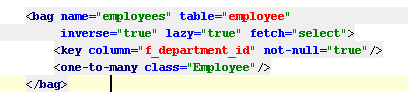 <bag name="employees" table="employee"
inverse="true" lazy="true" fetch="select">
<key column="f_department_id" not-null="true"/>
<one-to-many class="Employee"/>
</bag>